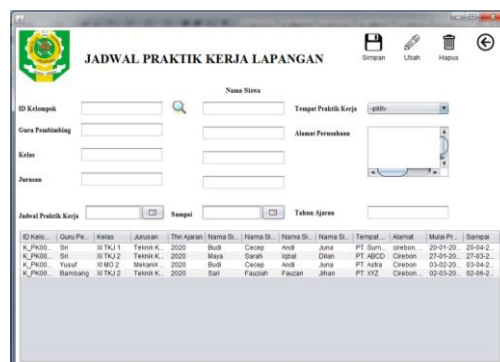 JADWAL PRAKTIK KERJA LAPANGAN
Simpan Ubah Hapus
Nama Siswa
ID Kelompok Tempat Praktik Kerja -pilih-
Guru Pembimbing Alamat Perusahaan
Kelas
Jurusan
Jadwal Praktik Kerja Sampai Tahun Ajaran
ID Kelo... Guru Pe... Kelas Jurusan Thn Ajaran Nama Si... Nama Si... Nama Si... Nama Si... Tempat ... Alamat Mulai Pr... Sampai
K_PK00... Sri XI TKJ 1 Teknik K... 2020 Budi Cecep Andi Juna PT. Sum... cirebon, ... 20-01-20... 20-04-2...
K_PK00... Sri XI TKJ 2 Teknik K... 2020 Maya Sarah Iqbal Dilan PT. ABCD Cirebon 27-01-20... 27-03-2...
K_PK00... Yusuf XI MO 2 Mekanik ... 2020 Budi Cecep Andi Juna PT. Astra Cirebon 03-02-20... 03-04-2...
K_PK00... Bambang XI TKJ 2 Teknik K... 2020 Sari Fauziah Fauzan Jihan PT. XYZ Cirebon 02-03-20... 02-06-2...